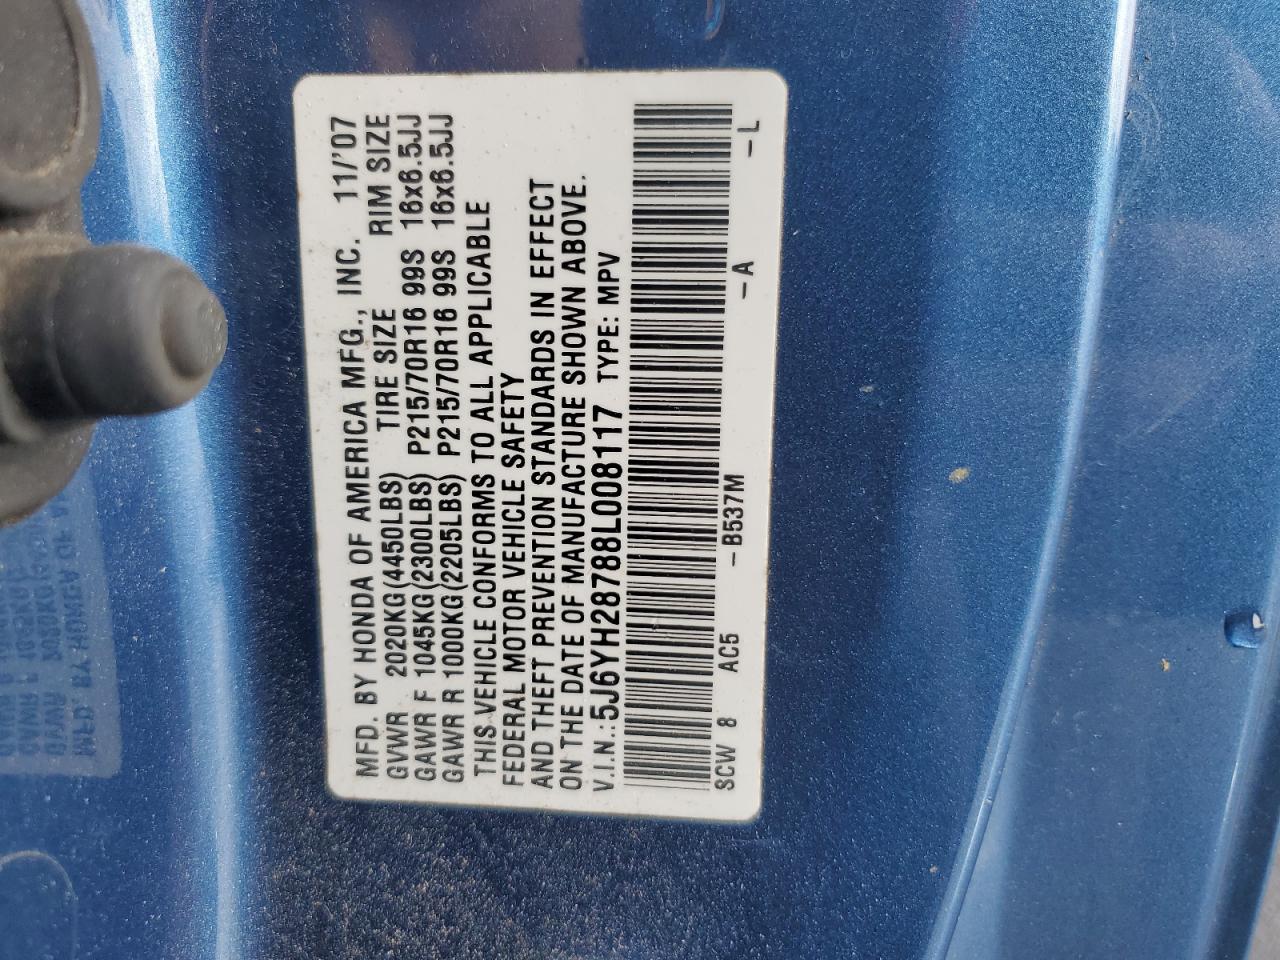 MFD. BY HONDA OF AMERICA MFG., INC. 11/'07
GVWR 2020KG(4450LBS) TIRE SIZE RIM SIZE
GAWR F 1045KG(2300LBS) P215/70R16 99S 16x6.5JJ
GAWR R 1000KG(2205LBS) P215/70R16 99S 16x6.5JJ
THIS VEHICLE CONFORMS TO ALL APPLICABLE
FEDERAL MOTOR VEHICLE SAFETY
AND THEFT PREVENTION STANDARDS IN EFFECT
ON THE DATE OF MANUFACTURE SHOWN ABOVE.
V.I.N.:5J6YH28788L008117 TYPE: MPV
SCW 8 AC5 -B537M -A -L